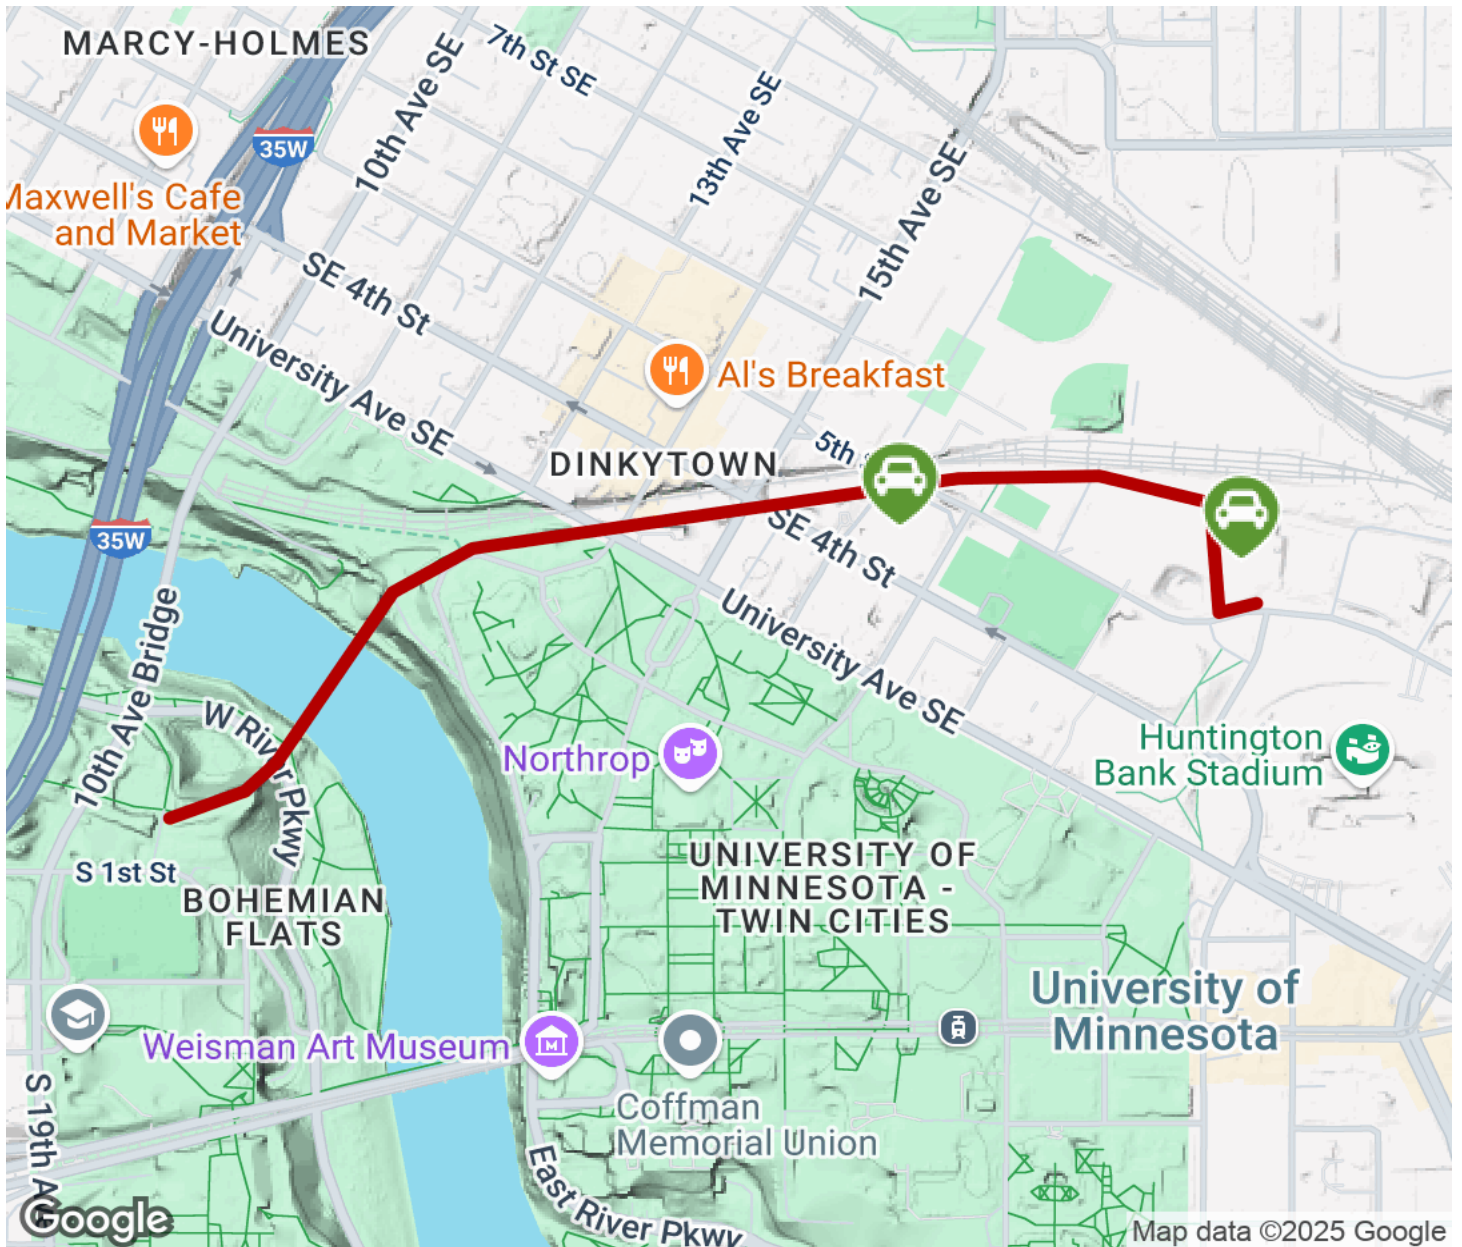 MARCY-HOLMES
7th St SE
10th Ave SE
13th Ave SE
35W
Maxwell's Cafe
and Market
15th Ave SE
SE 4th St
University Ave SE
Al's Breakfast
5th
DINKYTOWN
35W
SE 4th St
10th Ave Bridge
University Ave SE
W River Pkwy
Northrop
Huntington
Bank Stadium
S 1st St
BOHEMIAN
FLATS
UNIVERSITY OF
MINNESOTA -
TWIN CITIES
University of
Minnesota
Weisman Art Museum
S 19th Av
Coffman
Memorial Union
East River Pkwy
Google
Map data ©2025 Google